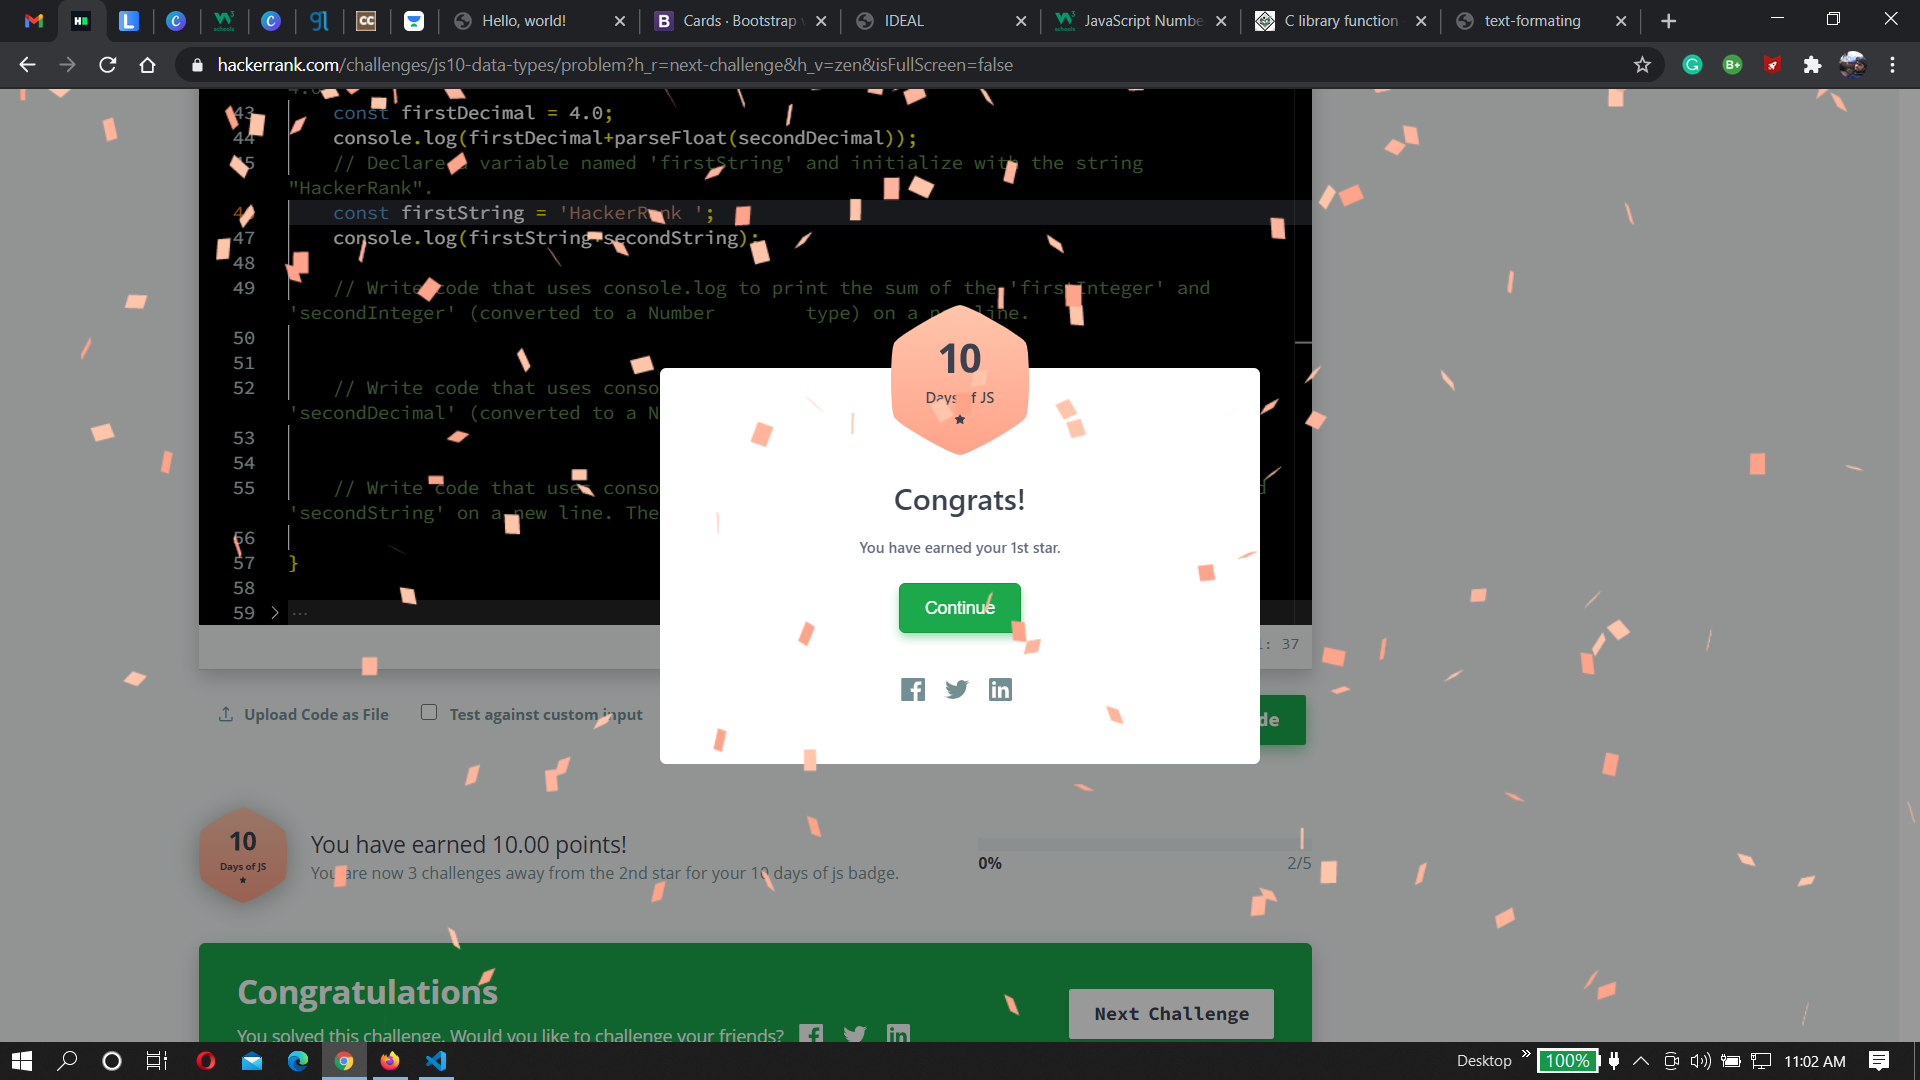 Hello, world!
Cards · Bootstrap
IDEAL
JavaScript Numbe
C library function
text-formating
hackerrank.com/challenges/js10-data-types/problem?h_r=next-challenge&h_v=zen&isFullScreen=false
43 const firstDecimal = 4.0;
44 console.log(firstDecimal+parseFloat(secondDecimal));
45 // Declare a variable named 'firstString' and initialize with the string
"HackerRank".
46 const firstString = 'HackerRank ';
47 console.log(firstString+secondString);
48
49 // Write code that uses console.log to print the sum of the 'firstInteger' and
'secondInteger' (converted to a Number type) on a new line.
50
51
52 // Write code that uses conso
'secondDecimal' (converted to a N
53
54
55 // Write code that uses conso
'secondString' on a new line. The
56
57 }
58
59 ...
10
Days of JS
Congrats!
You have earned your 1st star.
Continue
: 37
Upload Code as File
Test against custom input
de
10
Days of JS
You have earned 10.00 points!
You are now 3 challenges away from the 2nd star for your 10 days of js badge.
0%
2/5
Congratulations
You solved this challenge. Would you like to challenge your friends?
Next Challenge
Desktop
100%
11:02 AM